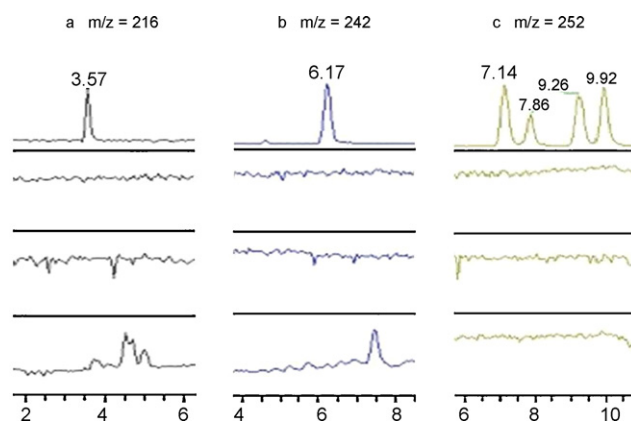 a m/z = 216 b m/z = 242 c m/z = 252
3.57 6.17 7.14 7.86 9.26 9.92
2 4 6 4 6 8 6 8 10